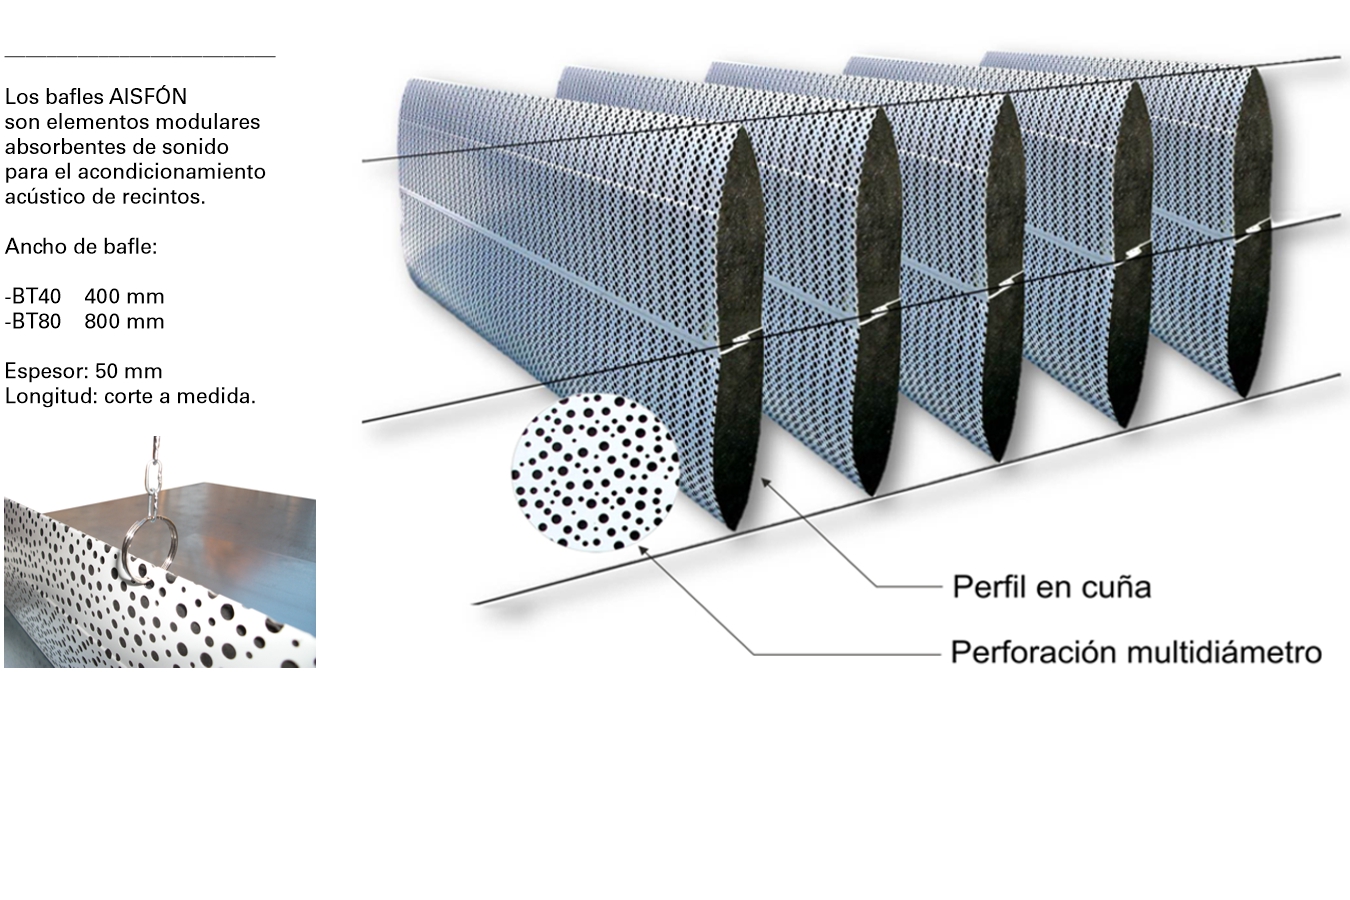 Los bafles AISFÓN
son elementos modulares
absorbentes de sonido
para el acondicionamiento
acústico de recintos.
Ancho de bafle:
-BT40 400 mm
-BT80 800 mm
Espesor: 50 mm
Longitud: corte a medida.
Perfil en cuña
Perforación multidiámetro